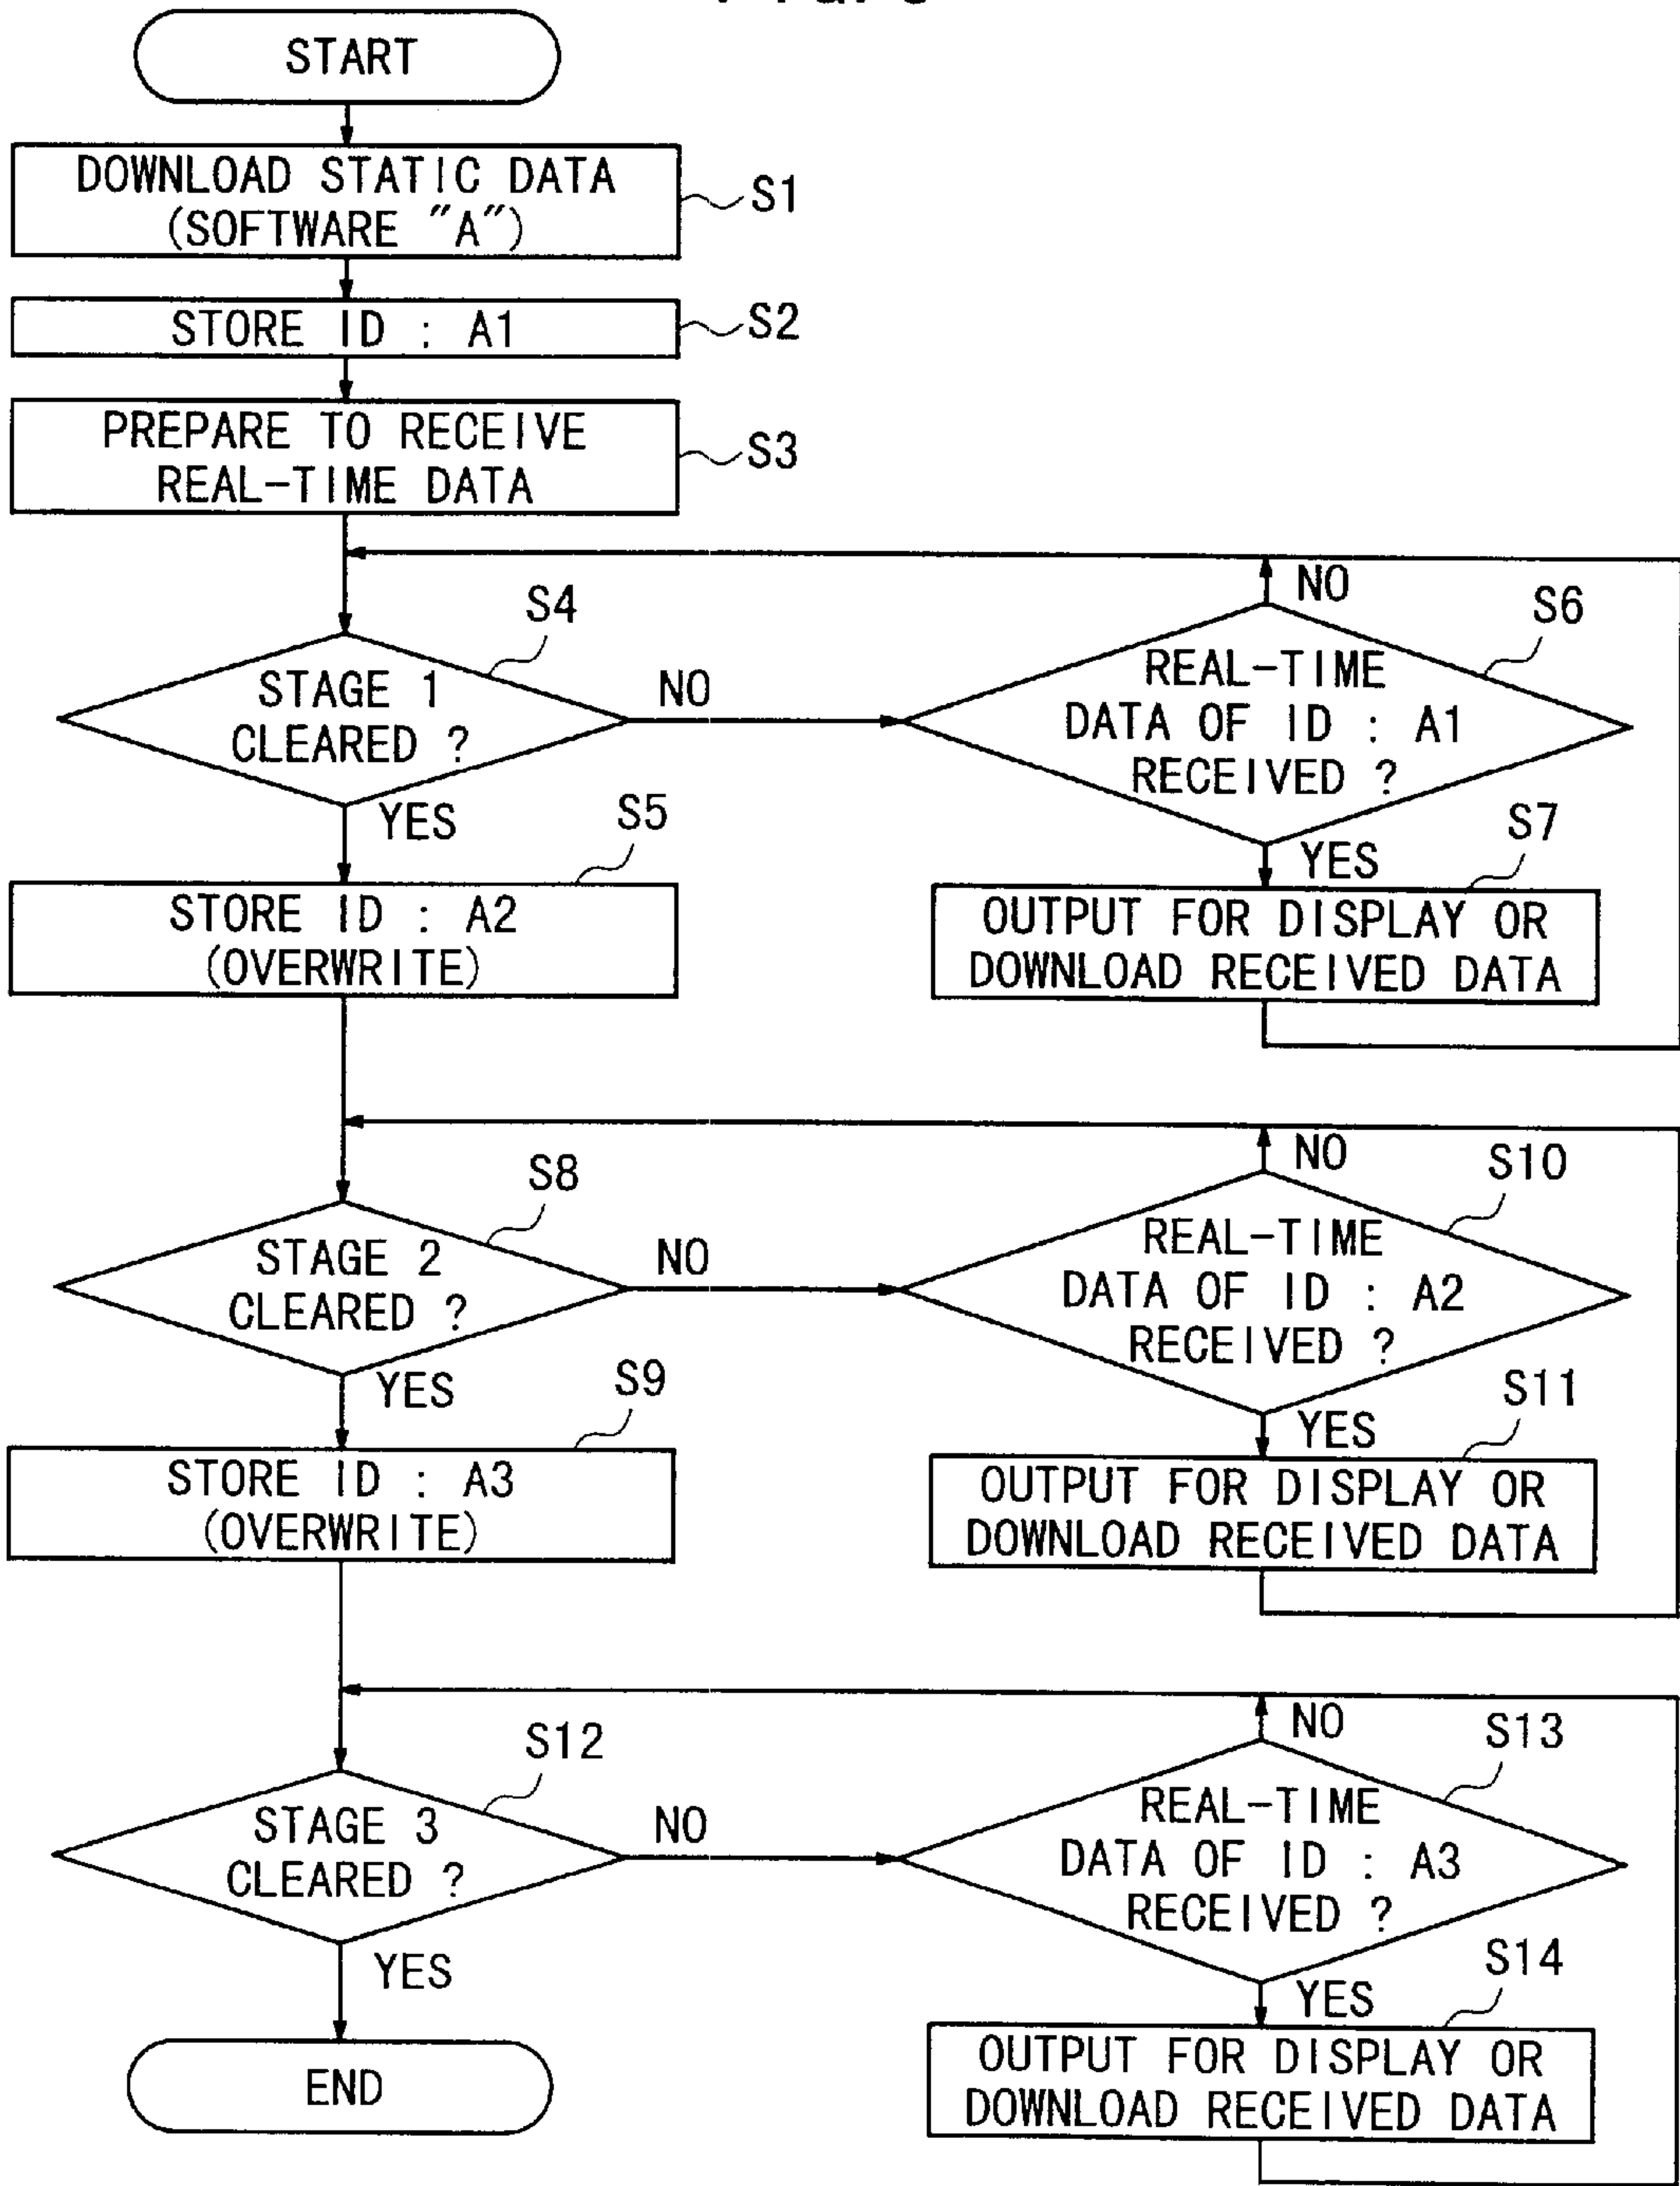 START
DOWNLOAD STATIC DATA
(SOFTWARE "A")
S1
STORE ID : A1
S2
PREPARE TO RECEIVE
REAL-TIME DATA
S3
S4
STAGE 1
CLEARED ?
NO
YES
S6
NO
REAL-TIME
DATA OF ID : A1
RECEIVED ?
YES
S5
STORE ID : A2
(OVERWRITE)
S7
OUTPUT FOR DISPLAY OR
DOWNLOAD RECEIVED DATA
S8
STAGE 2
CLEARED ?
NO
YES
S10
NO
REAL-TIME
DATA OF ID : A2
RECEIVED ?
YES
S9
STORE ID : A3
(OVERWRITE)
S11
OUTPUT FOR DISPLAY OR
DOWNLOAD RECEIVED DATA
S12
STAGE 3
CLEARED ?
NO
YES
S13
NO
REAL-TIME
DATA OF ID : A3
RECEIVED ?
YES
S14
OUTPUT FOR DISPLAY OR
DOWNLOAD RECEIVED DATA
END